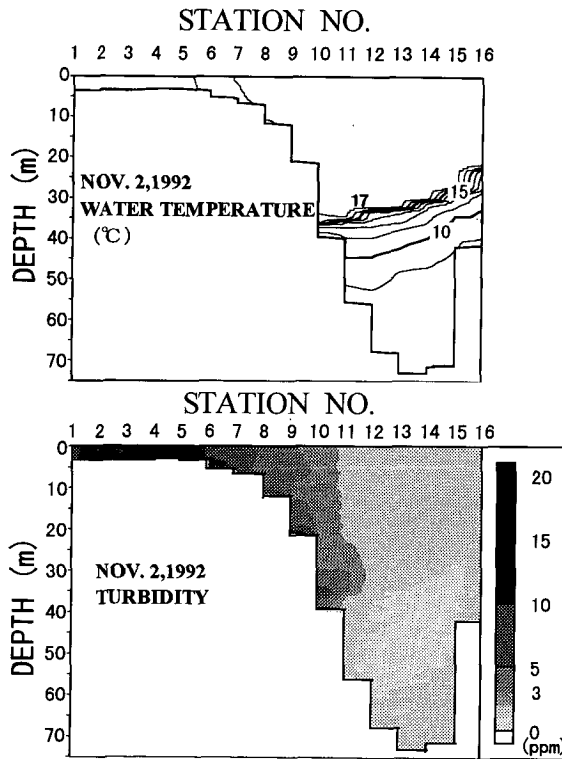 STATION NO.
1 2 3 4 5 6 7 8 9 10 11 12 13 14 15 16
0
10
20
30
40
50
60
70
DEPTH (m)
NOV. 2,1992
WATER TEMPERATURE
(℃)
17
15
10
STATION NO.
1 2 3 4 5 6 7 8 9 10 11 12 13 14 15 16
0
10
20
30
40
50
60
70
DEPTH (m)
NOV. 2,1992
TURBIDITY
20
15
10
5
3
0
(ppm)